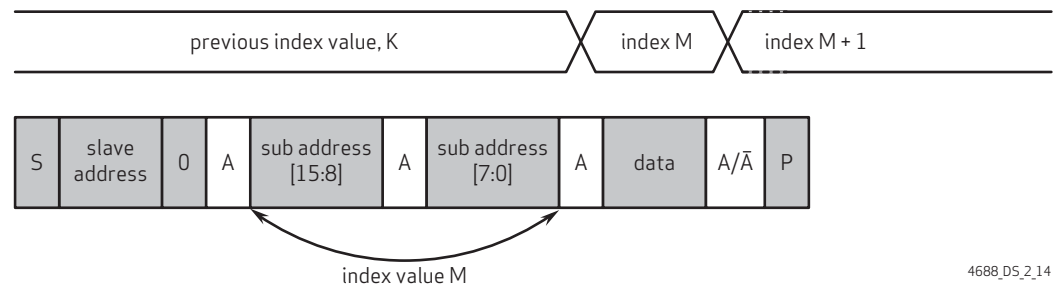 previous index value, K
index M
index M + 1
S
slave
address
0
A
sub address
[15:8]
A
sub address
[7:0]
A
data
A/Ā
P
index value M
4688_DS_2_14